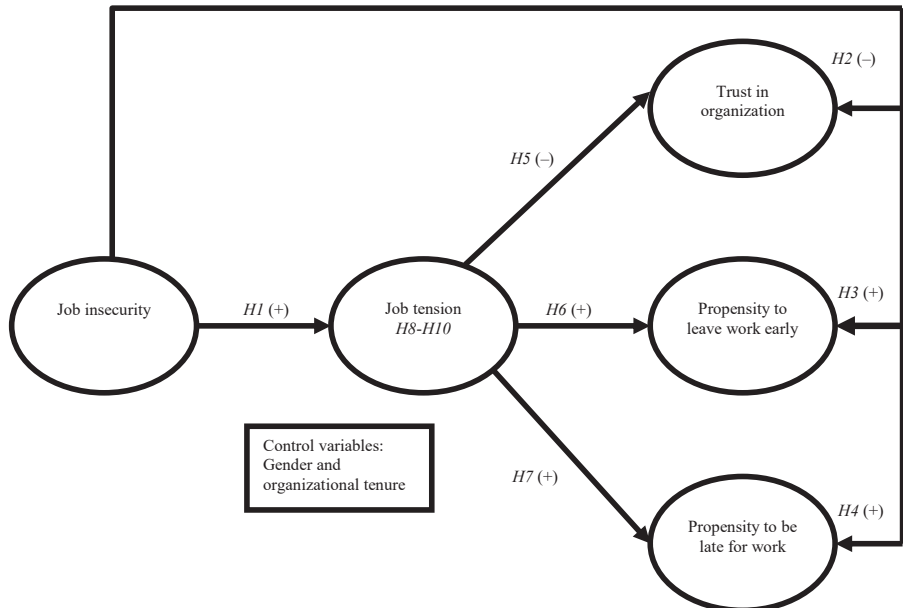 H2 (–)
Trust in
organization
H5 (–)
Job insecurity
H1 (+)
Job tension
H8-H10
H6 (+)
Propensity to
leave work early
H3 (+)
Control variables:
Gender and
organizational tenure
H7 (+)
Propensity to be
late for work
H4 (+)